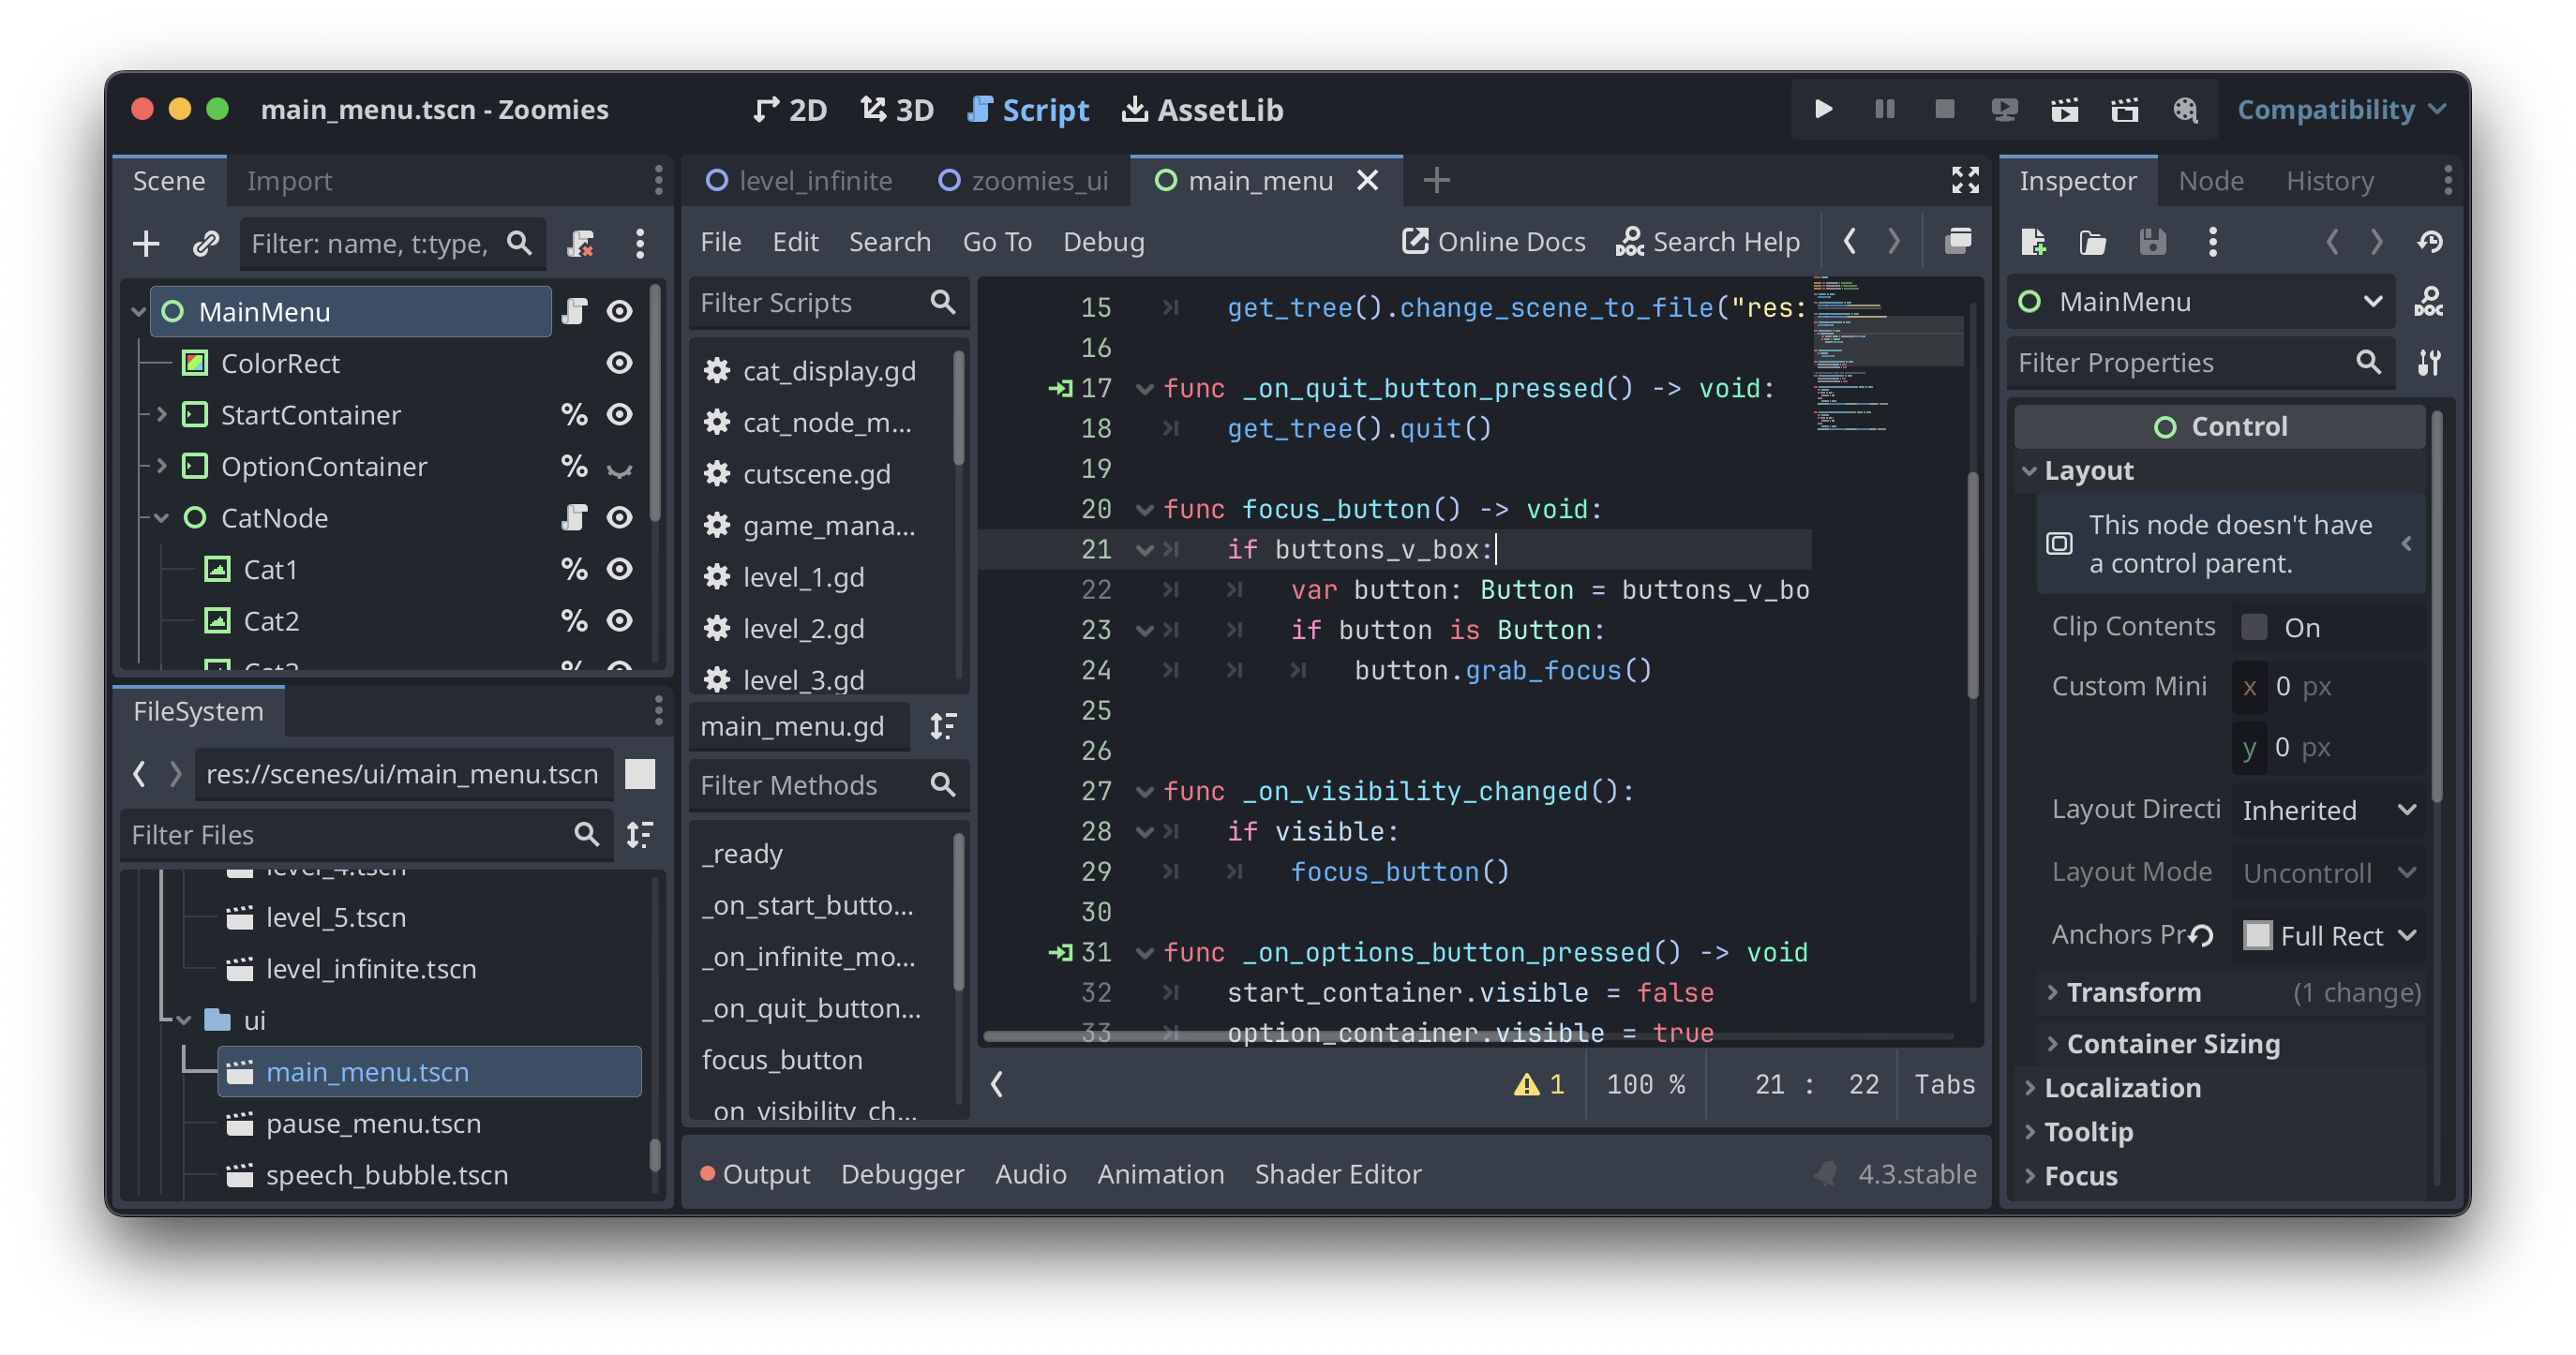 main_menu.tscn - Zoomies
2D
3D
Script
AssetLib
Compatibility
Scene
Import
Filter: name, t:type,
MainMenu
ColorRect
StartContainer
%
OptionContainer
%
CatNode
Cat1
%
Cat2
%
Cat3
%
FileSystem
res://scenes/ui/main_menu.tscn
Filter Files
level_4.tscn
level_5.tscn
level_infinite.tscn
ui
main_menu.tscn
pause_menu.tscn
speech_bubble.tscn
level_infinite
zoomies_ui
main_menu
File
Edit
Search
Go To
Debug
Online Docs
DOC
Search Help
Filter Scripts
cat_display.gd
cat_node_m...
cutscene.gd
game_mana...
level_1.gd
level_2.gd
level_3.gd
main_menu.gd
Filter Methods
_ready
_on_start_butto...
_on_infinite_mo...
_on_quit_button...
focus_button
_on_visibility_ch...
15 get_tree().change_scene_to_file("res:
16
17 func _on_quit_button_pressed() -> void:
18 get_tree().quit()
19
20 func focus_button() -> void:
21 if buttons_v_box:
22 var button: Button = buttons_v_bo
23 if button is Button:
24 button.grab_focus()
25
26
27 func _on_visibility_changed():
28 if visible:
29 focus_button()
30
31 func _on_options_button_pressed() -> void
32 start_container.visible = false
33 option_container.visible = true
1
100 %
21 : 22
Tabs
Output
Debugger
Audio
Animation
Shader Editor
4.3.stable
Inspector
Node
History
MainMenu
DOC
Filter Properties
Control
Layout
This node doesn't have
a control parent.
Clip Contents
On
Custom Mini
x 0 px
y 0 px
Layout Directi
Inherited
Layout Mode
Uncontroll
Anchors Pr
Full Rect
Transform
(1 change)
Container Sizing
Localization
Tooltip
Focus